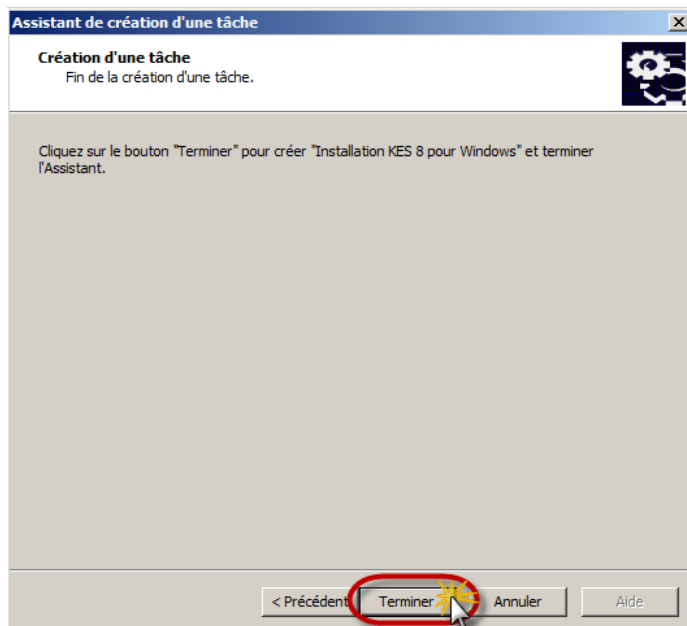 Assistant de création d'une tâche
Création d'une tâche
Fin de la création d'une tâche.
Cliquez sur le bouton "Terminer" pour créer "Installation KES 8 pour Windows" et terminer
l'Assistant.
< Précédent
Terminer
Annuler
Aide